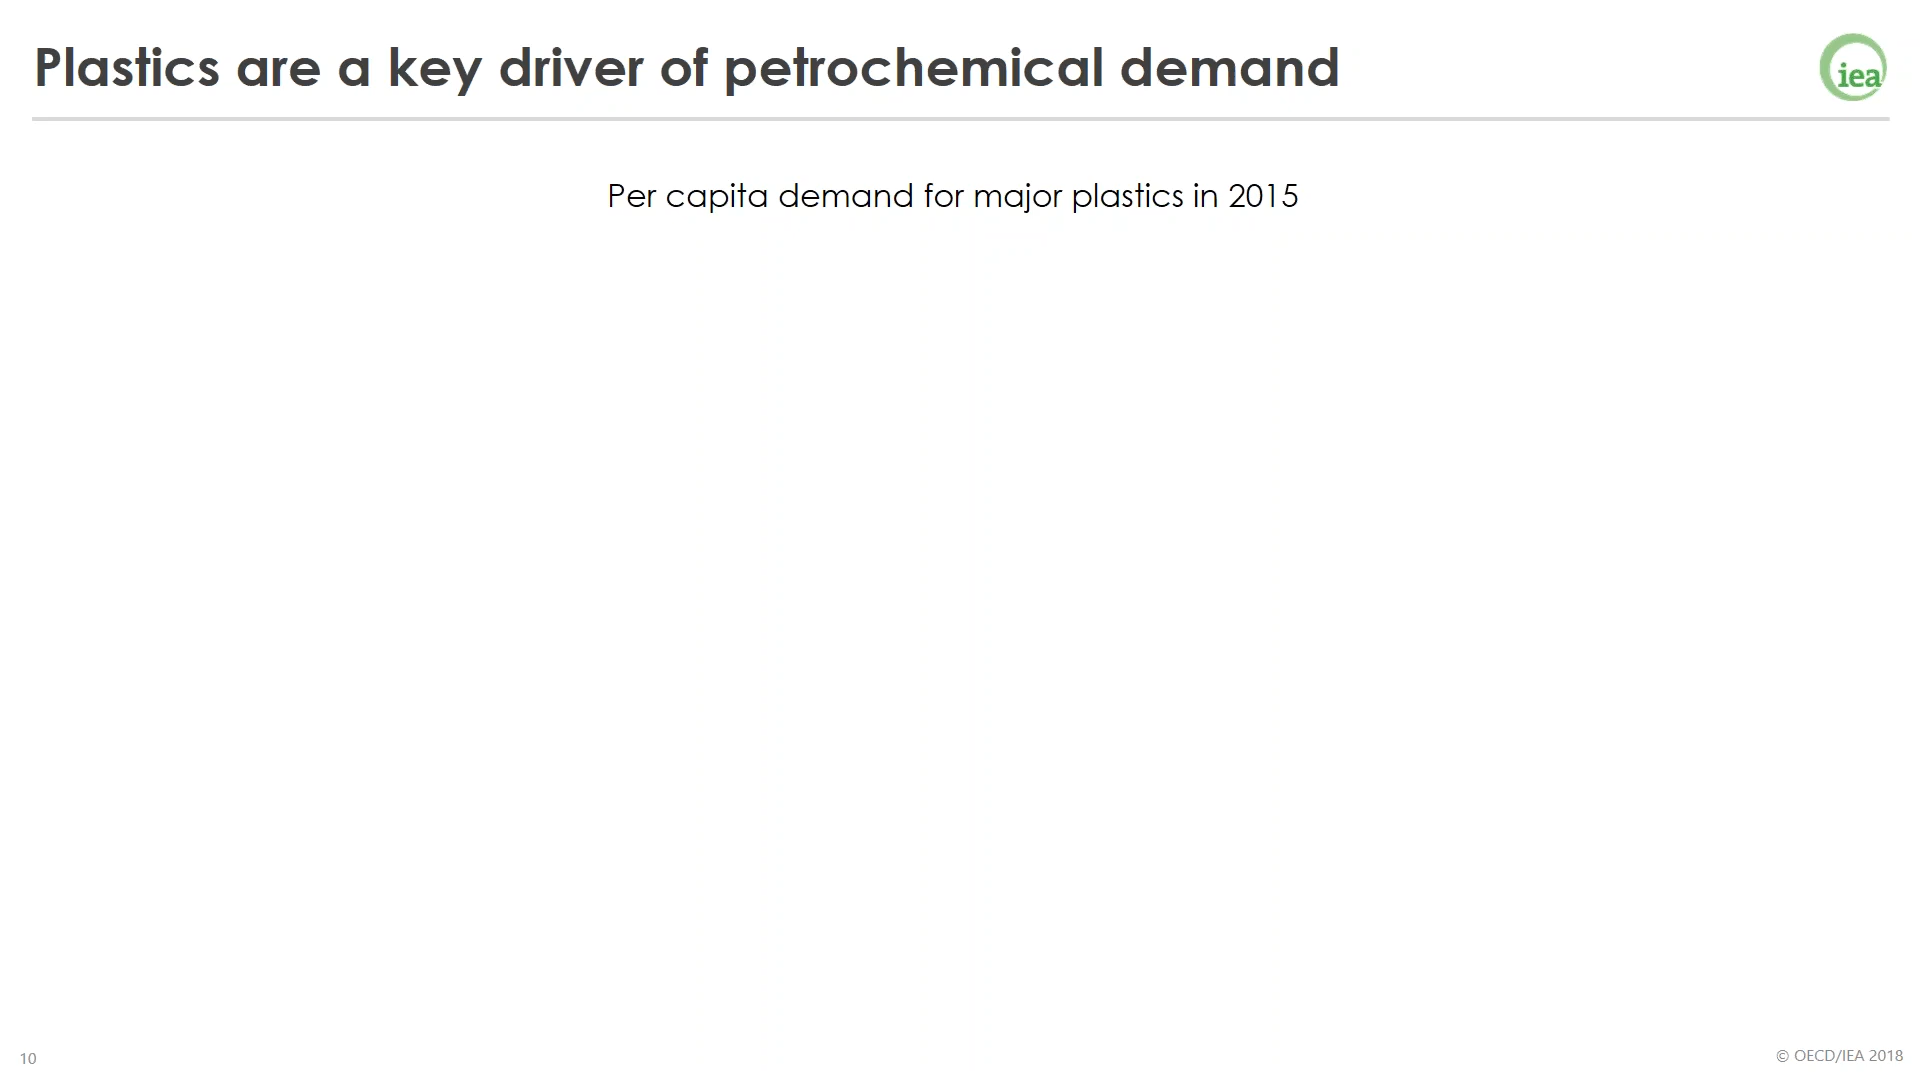 Plastics are a key driver of petrochemical demand
iea
Per capita demand for major plastics in 2015
10
© OECD/IEA 2018